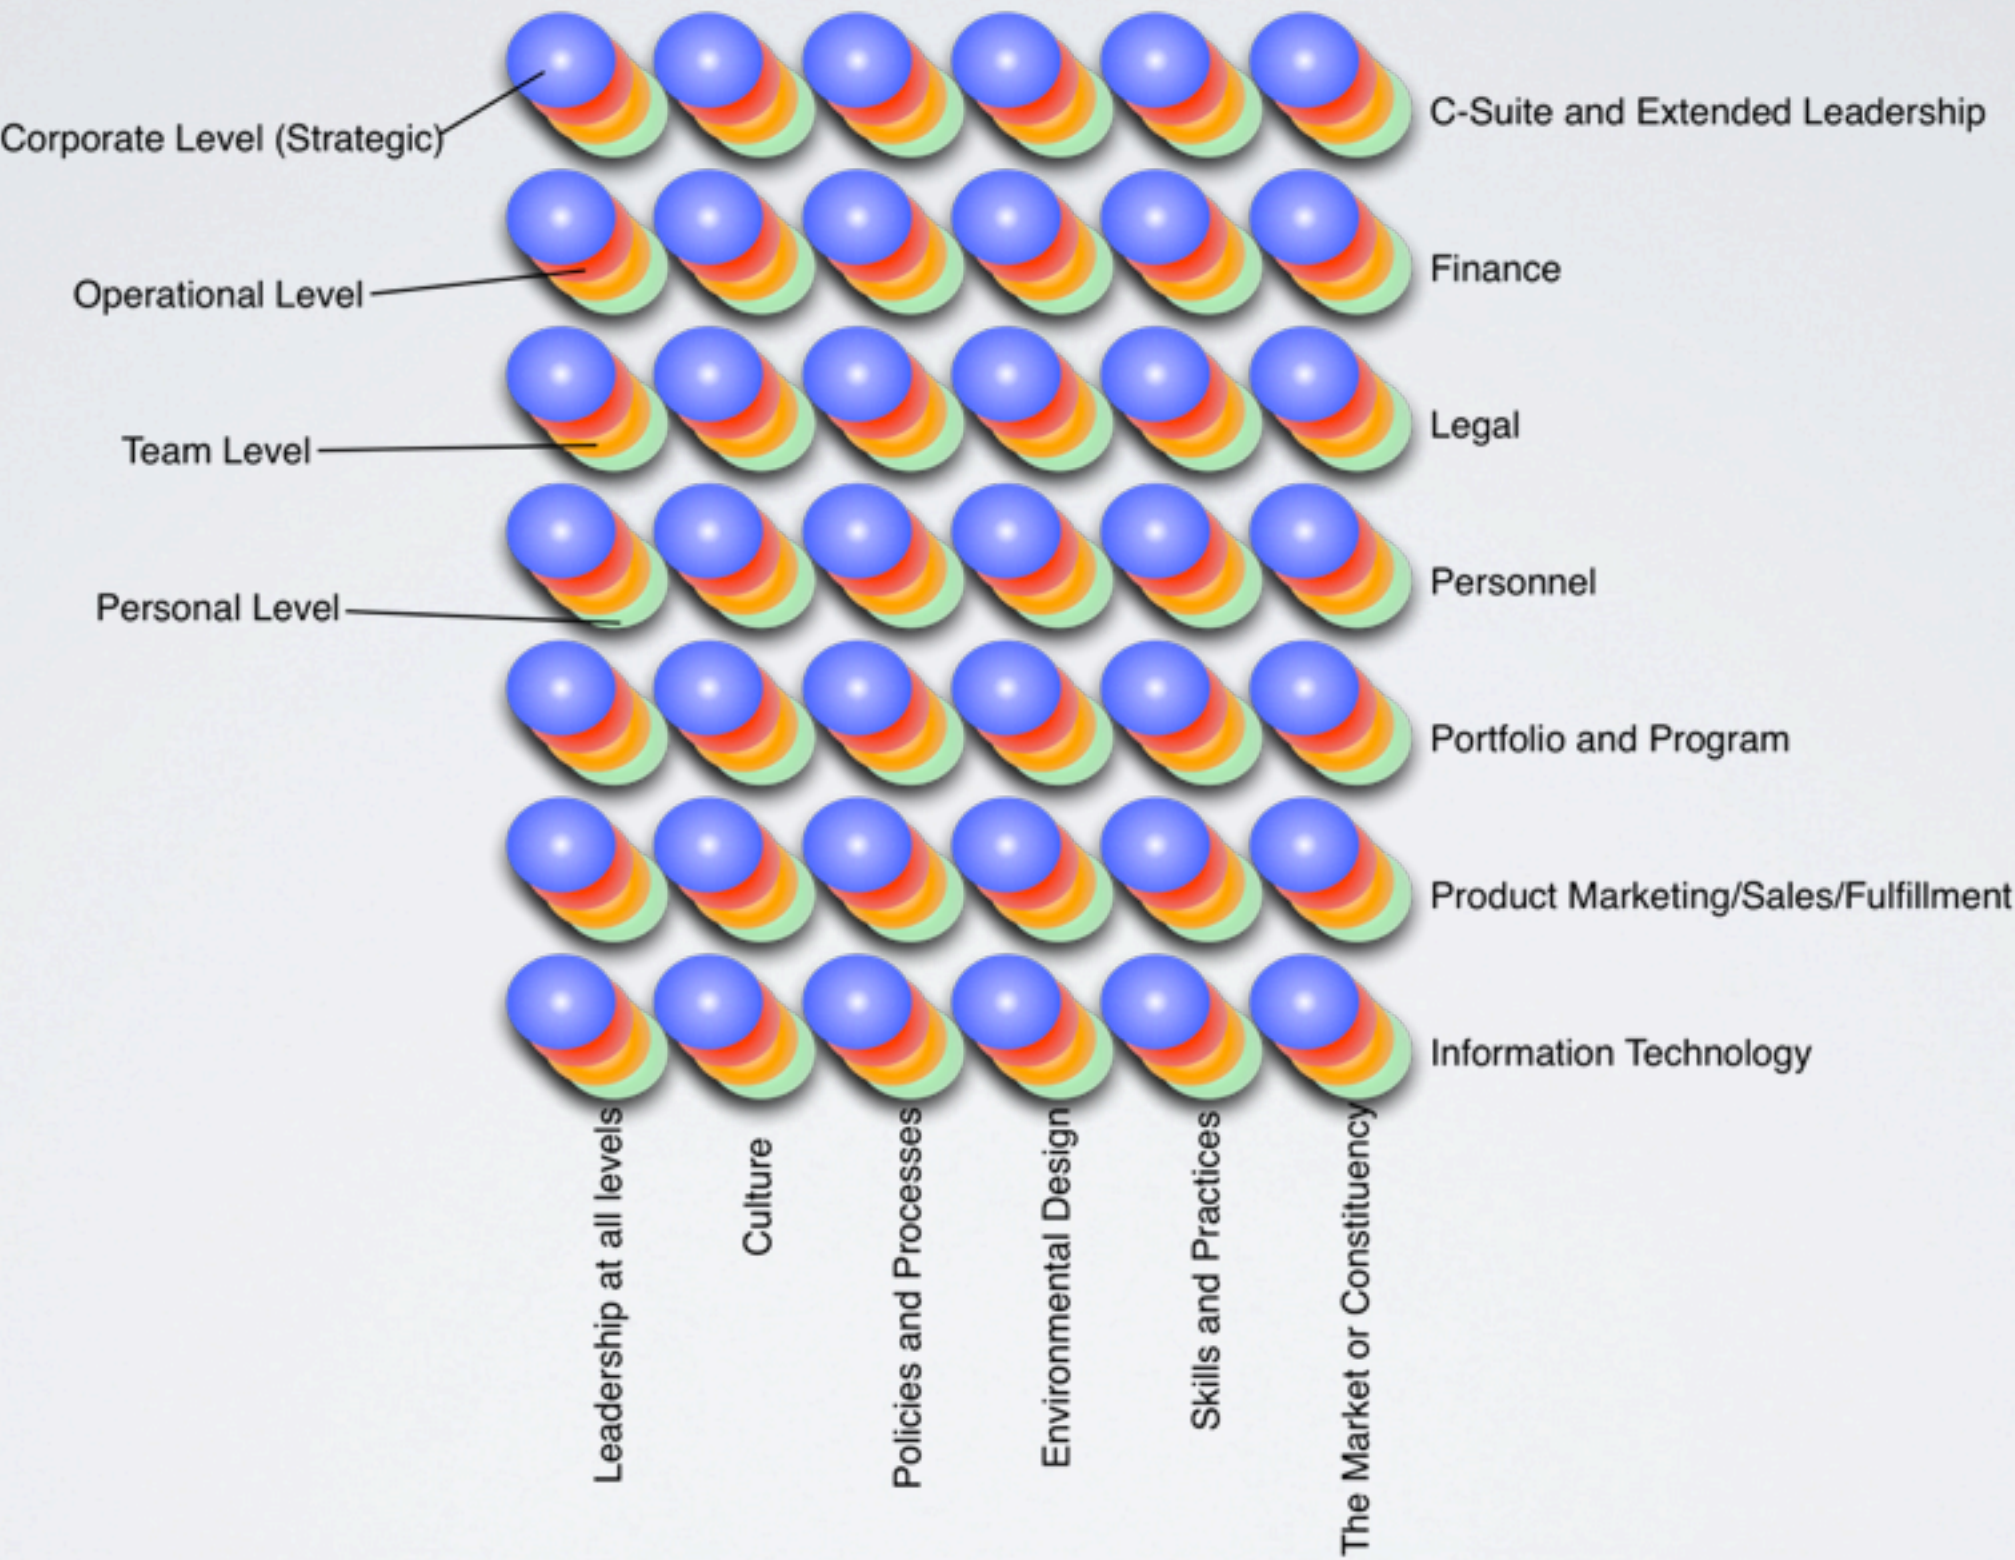 C-Suite and Extended Leadership
Corporate Level (Strategic)
Finance
Operational Level
Legal
Team Level
Personnel
Personal Level
Portfolio and Program
Product Marketing/Sales/Fulfillment
Information Technology
Leadership at all levels
Culture
Policies and Processes
Environmental Design
Skills and Practices
The Market or Constituency